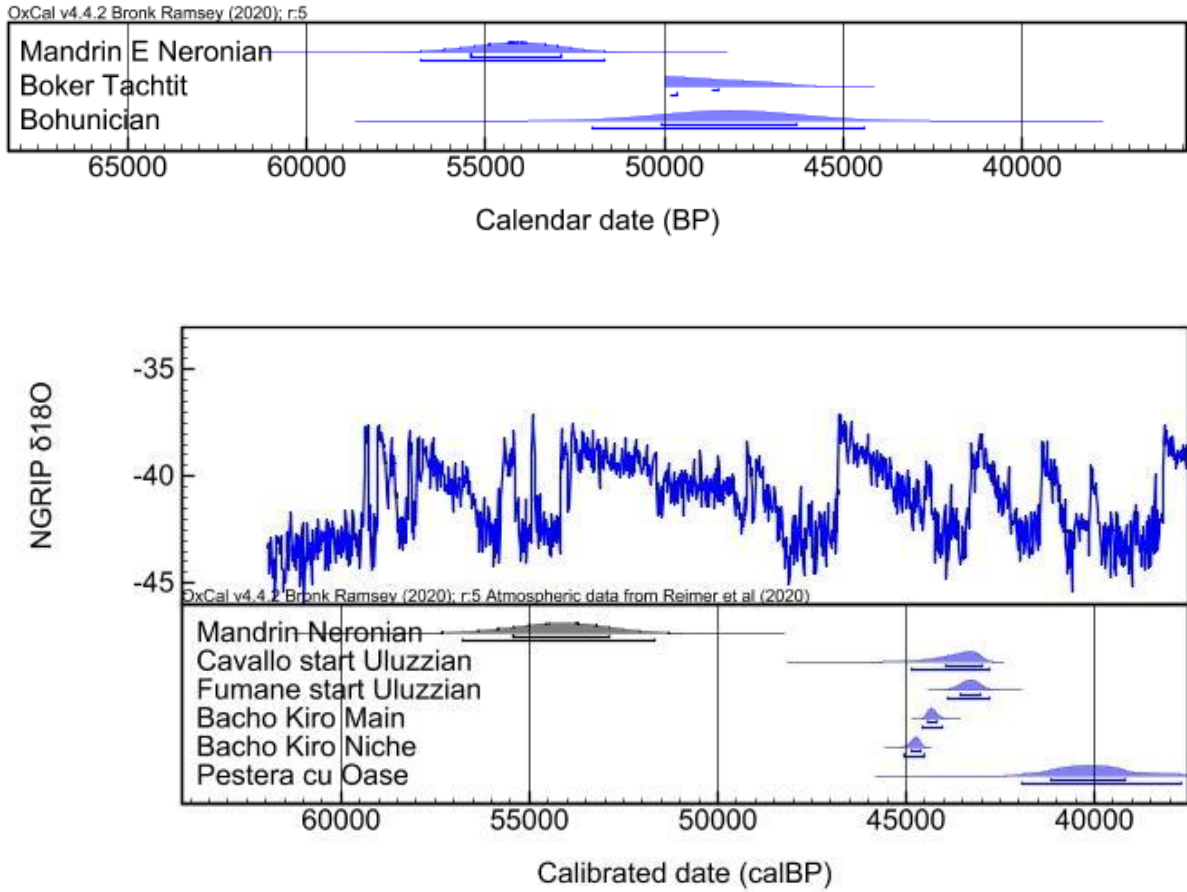 OxCal v4.4.2 Bronk Ramsey (2020); r:5
Mandrin E Neronian
Boker Tachtit
Bohunician
65000 60000 55000 50000 45000 40000
Calendar date (BP)
NGRIP δ18O
-35
-40
-45
OxCal v4.4.2 Bronk Ramsey (2020); r:5 Atmospheric data from Reimer et al (2020)
Mandrin Neronian
Cavallo start Uluzzian
Fumane start Uluzzian
Bacho Kiro Main
Bacho Kiro Niche
Pestera cu Oase
60000 55000 50000 45000 40000
Calibrated date (calBP)